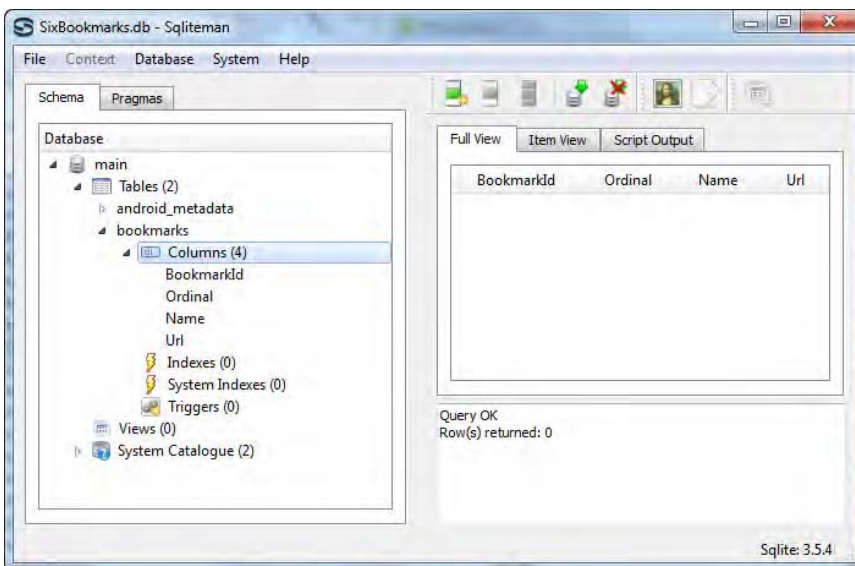 SixBookmarks.db - Sqliteman
File Context Database System Help
Schema Pragmas
Database
main
Tables (2)
android_metadata
bookmarks
Columns (4)
BookmarkId
Ordinal
Name
Url
Indexes (0)
System Indexes (0)
Triggers (0)
Views (0)
System Catalogue (2)
Full View Item View Script Output
BookmarkId Ordinal Name Url
Query OK
Row(s) returned: 0
Sqlite: 3.5.4